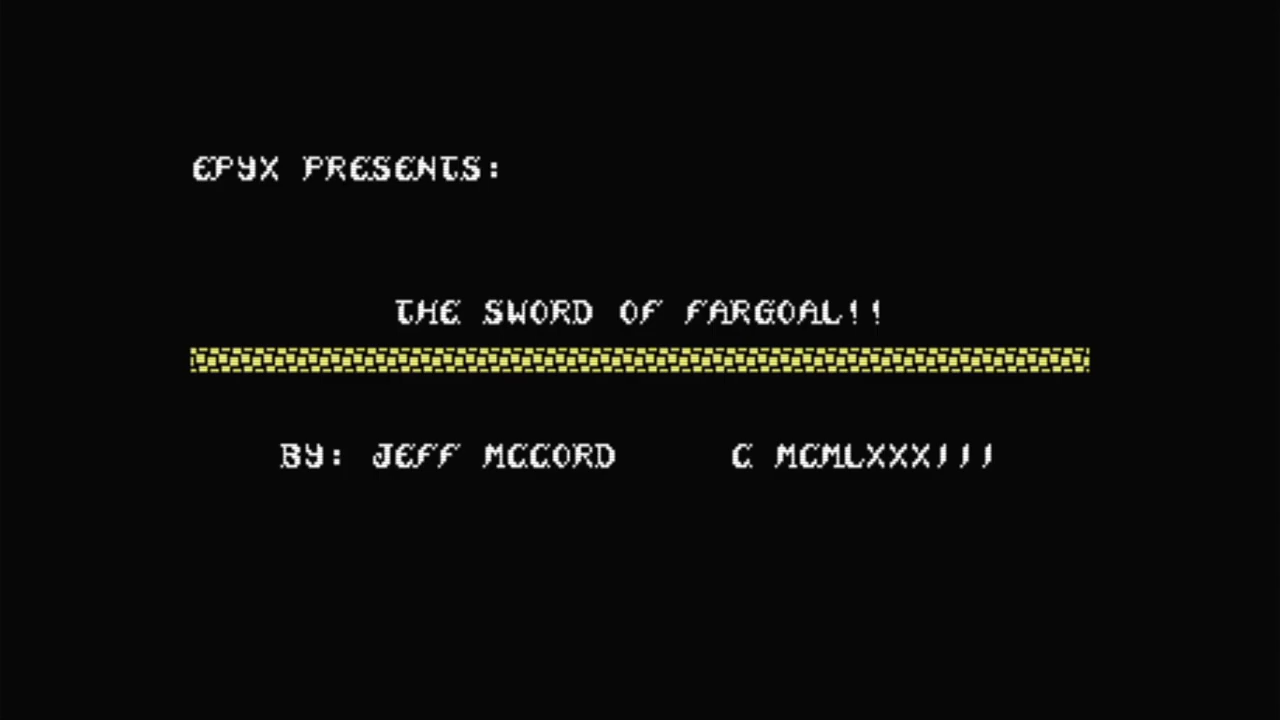 EPYX PRESENTS:
THE SWORD OF FARGOAL!!
BY: JEFF MCCORD C MCMLXXXIII